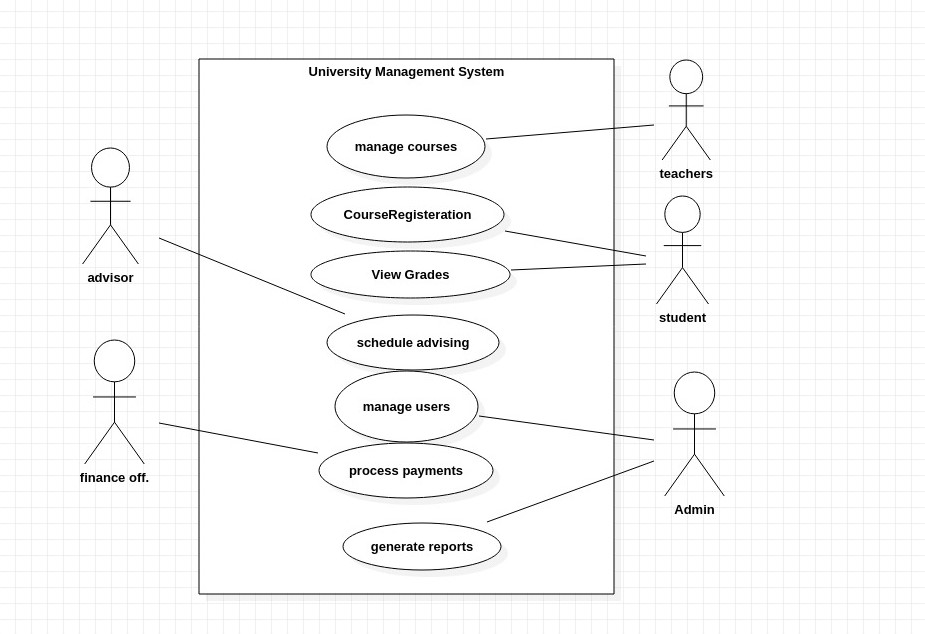 University Management System
manage courses
teachers
CourseRegisteration
View Grades
advisor
student
schedule advising
manage users
process payments
finance off.
Admin
generate reports